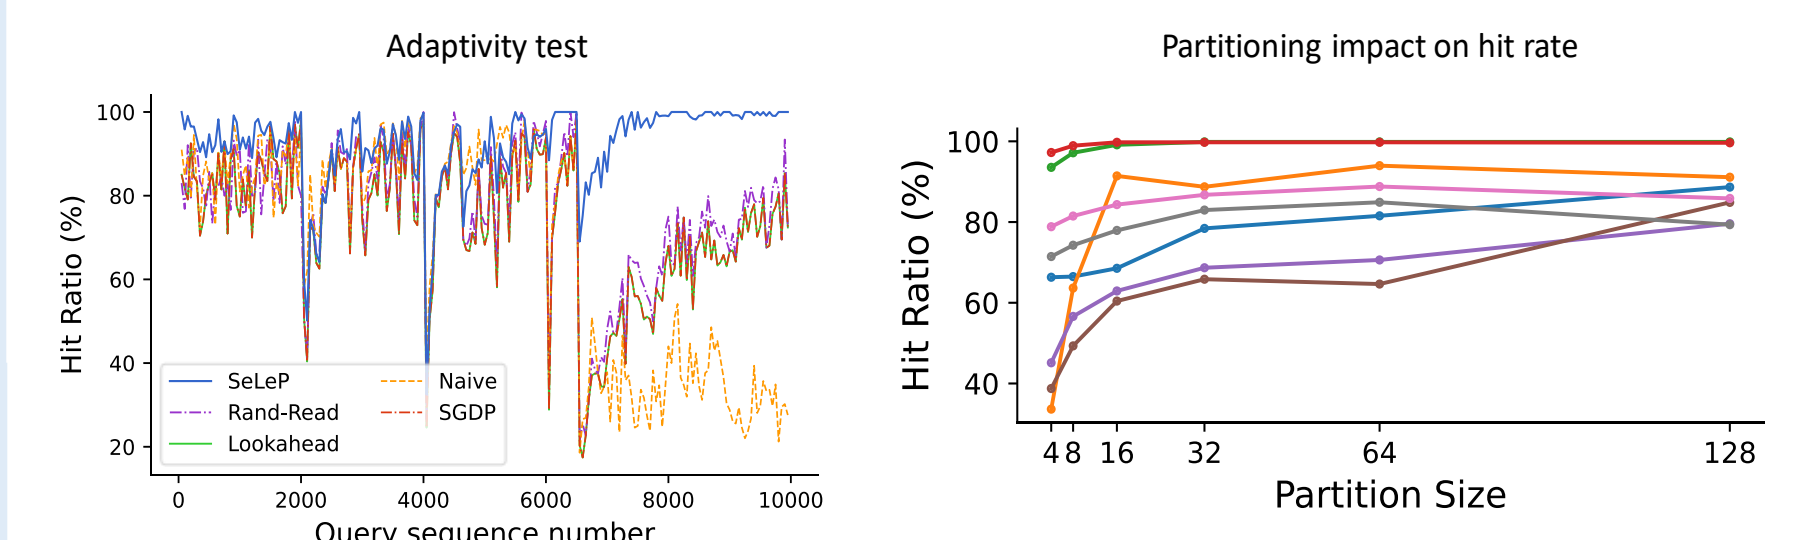 Adaptivity test
100
80
60
40
20
Hit Ratio (%)
SeLeP
Rand-Read
Lookahead
Naive
SGDP
0 2000 4000 6000 8000 10000
Query sequence number
Partitioning impact on hit rate
100
80
60
40
Hit Ratio (%)
4 8 16 32 64 128
Partition Size